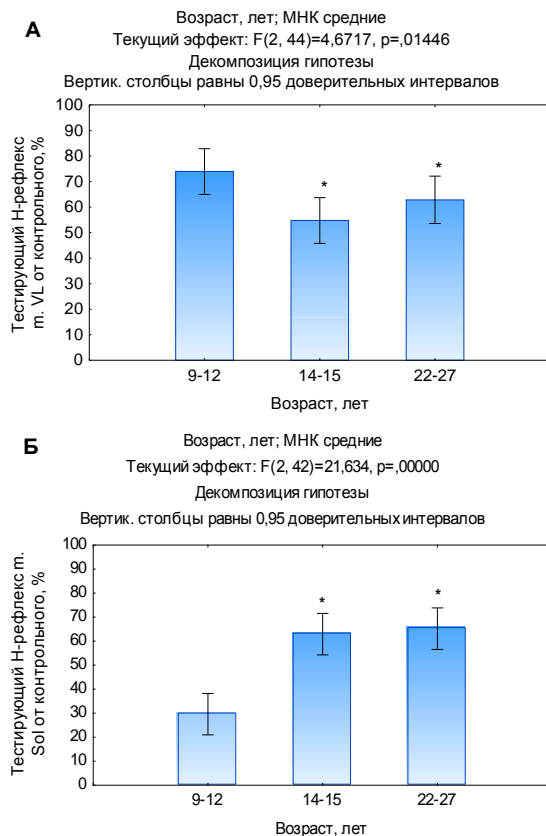 А
Возраст, лет; МНК средние
Текущий эффект: F(2, 44)=4,6717, p=,01446
Декомпозиция гипотезы
Вертик. столбцы равны 0,95 доверительных интервалов
Тестирующий Н-рефлекс
m. VL от контрольного,%
100
90
80
70
60
50
40
30
20
10
0
*
*
9-12 14-15 22-27
Возраст, лет
Б
Возраст, лет; МНК средние
Текущий эффект: F(2, 42)=21,634, p=,00000
Декомпозиция гипотезы
Вертик. столбцы равны 0,95 доверительных интервалов
Тестирующий Н-рефлекс m.
Sol от контрольного, %
100
90
80
70
60
50
40
30
20
10
0
*
*
9-12 14-15 22-27
Возраст, лет